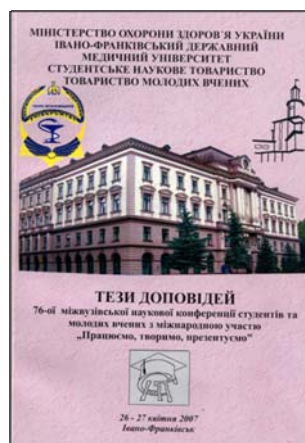 МІНІСТЕРСТВО ОХОРОНИ ЗДОРОВ'Я УКРАЇНИ
ІВАНО-ФРАНКІВСЬКИЙ ДЕРЖАВНИЙ
МЕДИЧНИЙ УНІВЕРСИТЕТ
СТУДЕНТСЬКЕ НАУКОВЕ ТОВАРИСТВО
ТОВАРИСТВО МОЛОДИХ ВЧЕНИХ
ТЕЗИ ДОПОВІДЕЙ
76-ої міжвузівської наукової конференції студентів та
молодих вчених з міжнародною участю
„Працюємо, творимо, презентуємо"
26 - 27 квітня 2007
Івано-Франківськ